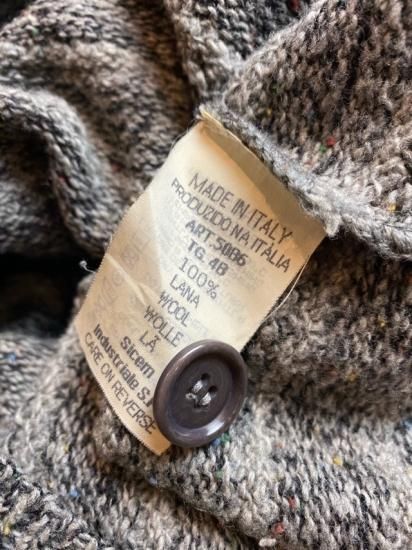 MADE IN ITALY
PRODUZIDO NA ITÁLIA
ART. 5086
TG. 48
100%
LANA
WOOL
WOLLE
LÃ
Sicem
Industriale S.
CARE ON REVERSE